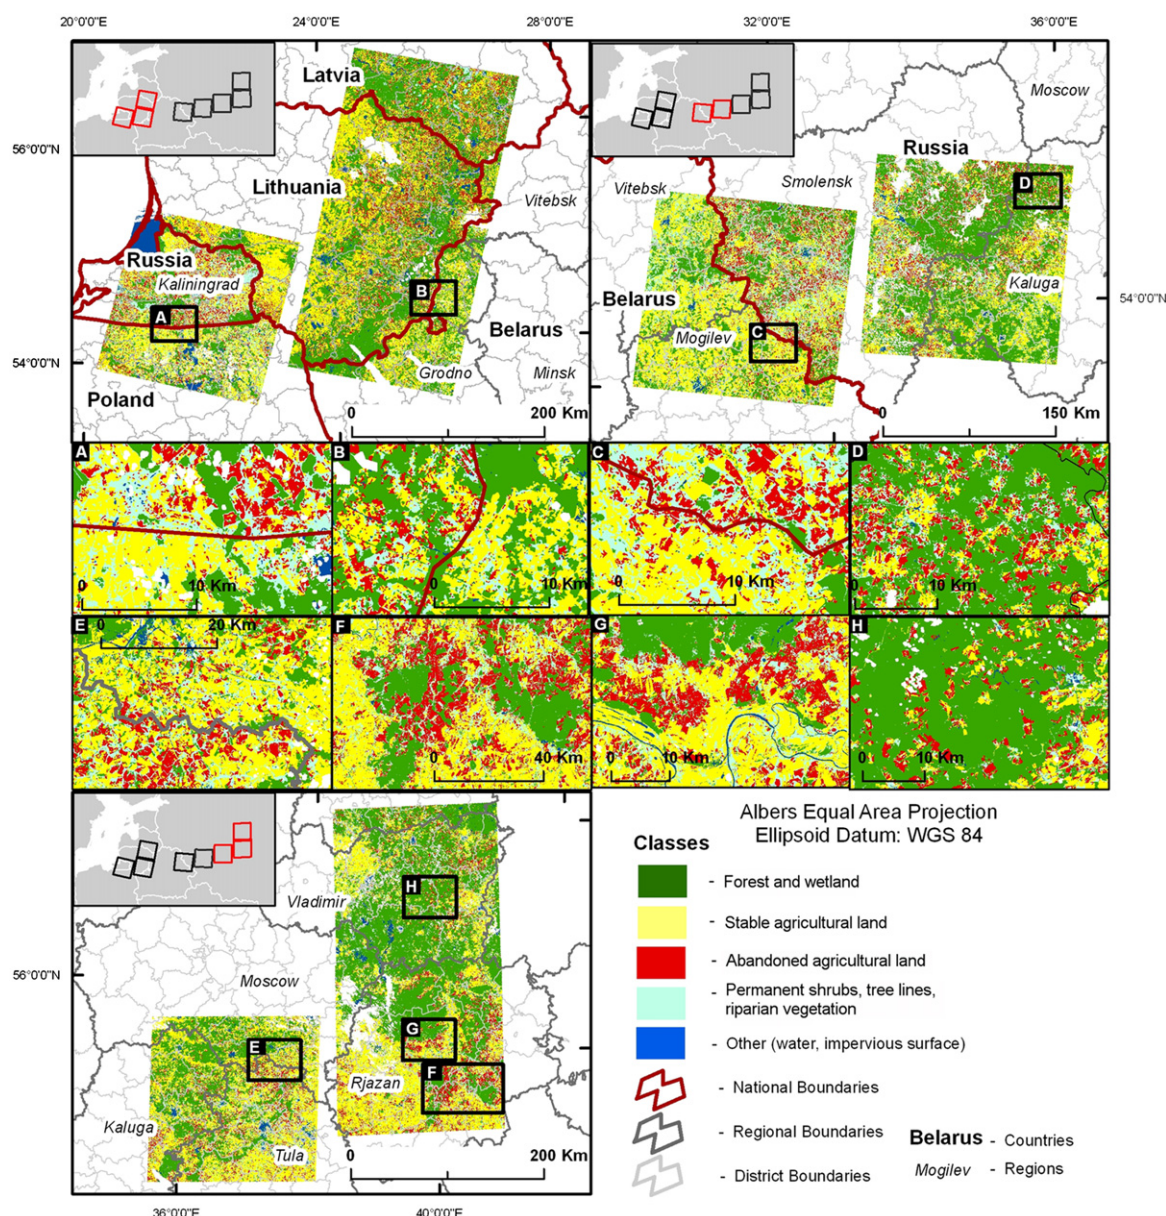 20°0'0"E
24°0'0"E
28°0'0"E
32°0'0"E
36°0'0"E
Latvia
Moscow
56°0'0"N
Russia
Lithuania
Vitebsk
Smolensk
D
Vitebsk
Russia
Kaliningrad
Kaluga
B
Belarus
54°0'0"N
A
Belarus
Mogilev
C
54°0'0"N
Grodno
Minsk
Poland
0
200 Km
0
150 Km
A
B
C
D
0
10 Km
0
10 Km
0
10 Km
0
10 Km
E
F
G
H
0
20 Km
0
40 Km
0
10 Km
0
10 Km
Albers Equal Area Projection
Ellipsoid Datum: WGS 84
Classes
- Forest and wetland
- Stable agricultural land
- Abandoned agricultural land
- Permanent shrubs, tree lines,
riparian vegetation
- Other (water, impervious surface)
- National Boundaries
- Regional Boundaries
- District Boundaries
Belarus - Countries
Mogilev - Regions
H
Vladimir
56°0'0"N
Moscow
G
E
F
Rjazan
Kaluga
Tula
0
200 Km
36°0'0"E
40°0'0"E